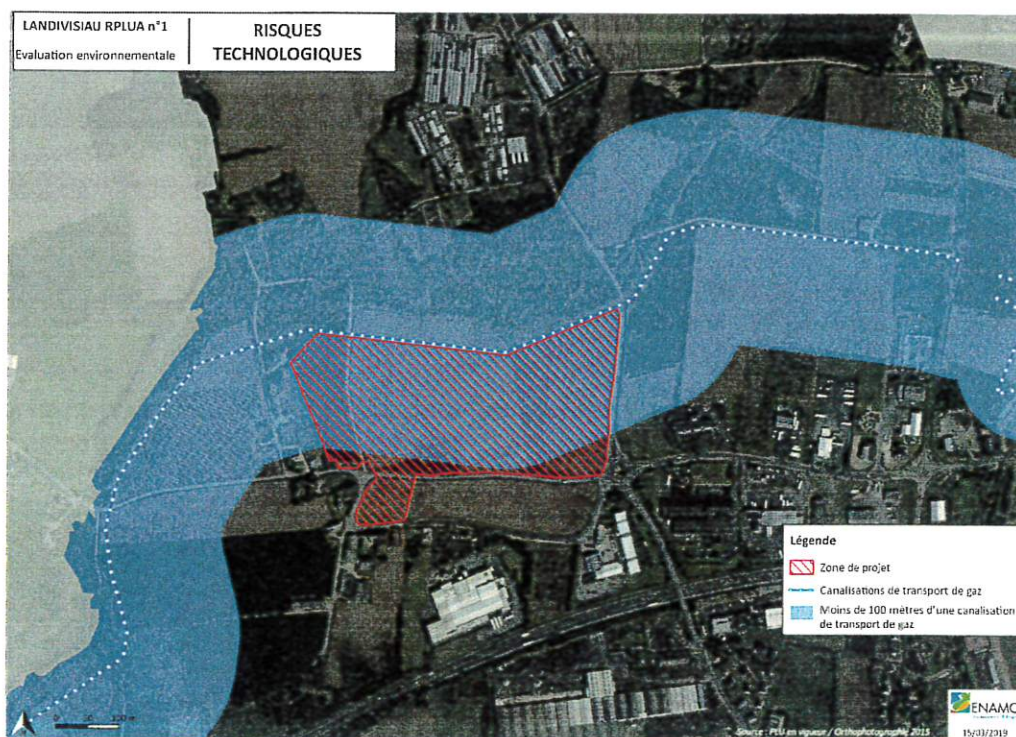 LANDIVISIAU RPLUA n°1
Evaluation environnementale
RISQUES
TECHNOLOGIQUES
Légende
Zone de projet
Canalisations de transport de gaz
Moins de 100 mètres d'une canalisation
de transport de gaz
Source : PLU en vigueur / Orthophotographie 2015
ENAMO
15/03/2019